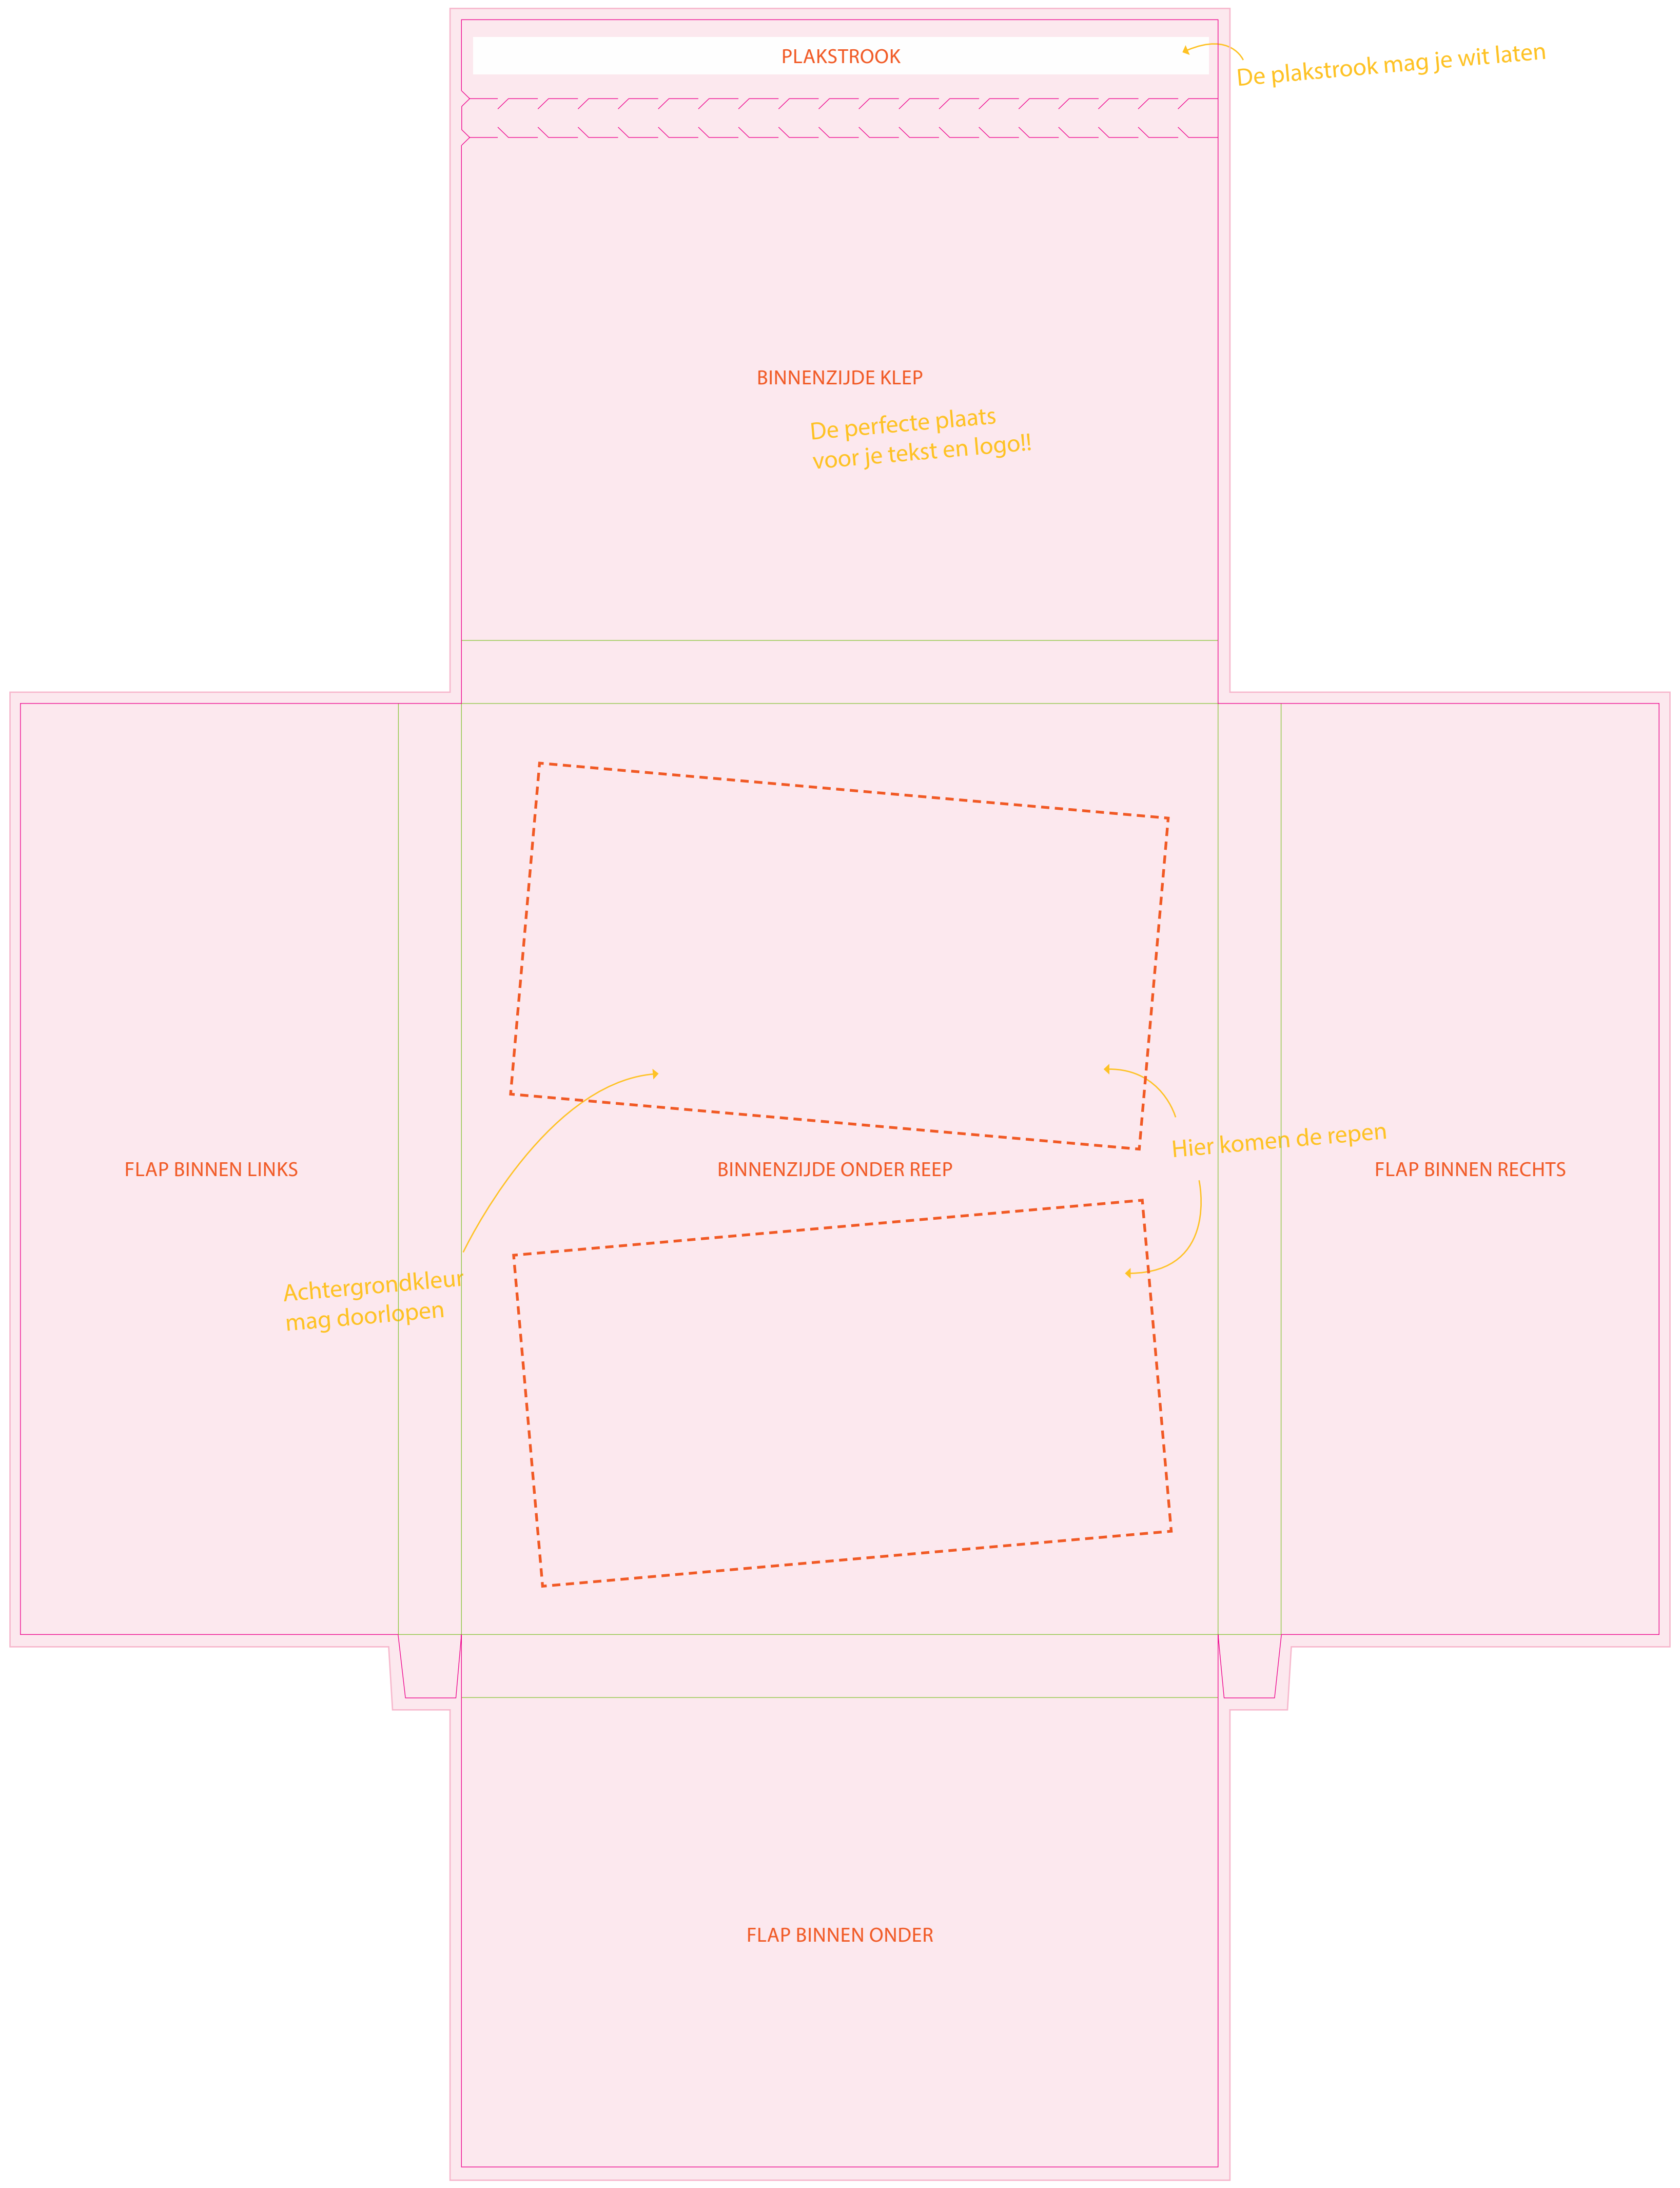 PLAKSTROOK
De plakstrook mag je wit laten
BINNENZIJDE KLEP
De perfecte plaats
voor je tekst en logo!!
Hier komen de repen
FLAP BINNEN LINKS
BINNENZIJDE ONDER REEP
FLAP BINNEN RECHTS
Achtergrondkleur
mag doorlopen
FLAP BINNEN ONDER